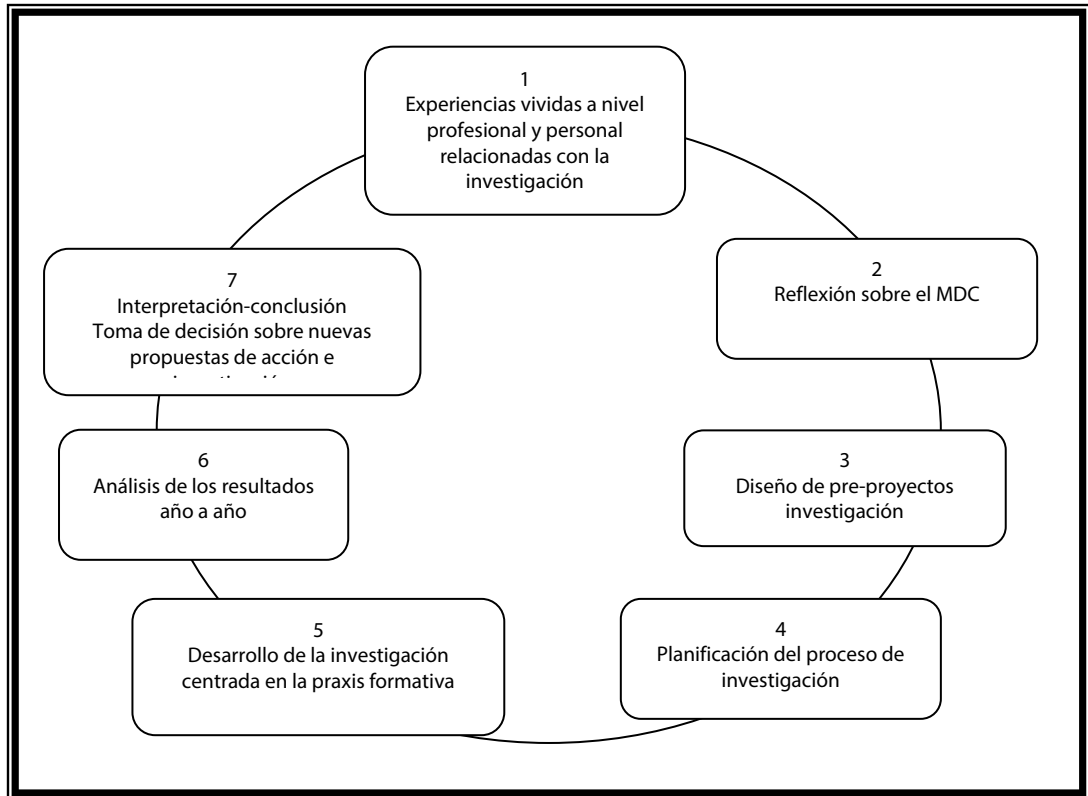 1
Experiencias vividas a nivel
profesional y personal
relacionadas con la
investigación
2
Reflexión sobre el MDC
3
Diseño de pre-proyectos
investigación
4
Planificación del proceso de
investigación
5
Desarrollo de la investigación
centrada en la praxis formativa
6
Análisis de los resultados
año a año
7
Interpretación-conclusión
Toma de decisión sobre nuevas
propuestas de acción e